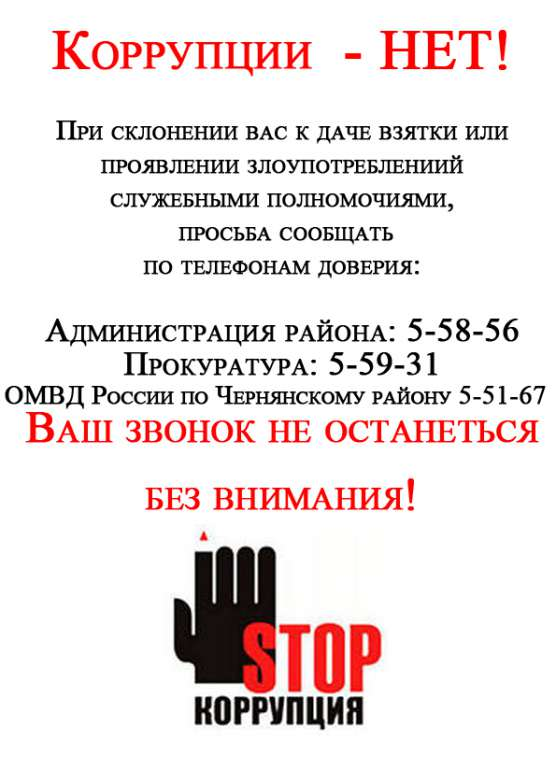 Коррупции - НЕТ!
При склонении вас к даче взятки или
проявлении злоупотреблениий
служебными полномочиями,
просьба сообщать
по телефонам доверия:
Администрация района: 5-58-56
Прокуратура: 5-59-31
ОМВД России по Чернянскому району 5-51-67
Ваш звонок не останеться
без внимания!
STOP
КОРРУПЦИЯ